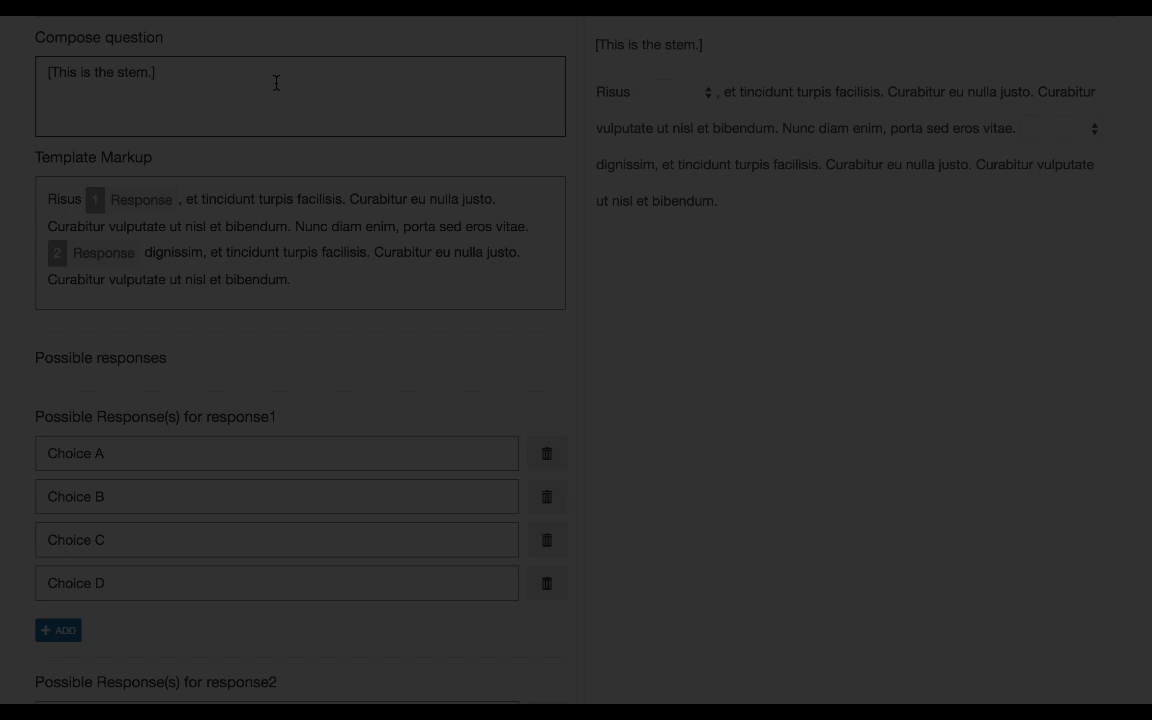 Compose question
[This is the stem.]
Template Markup
Risus 1 Response , et tincidunt turpis facilisis. Curabitur eu nulla justo.
Curabitur vulputate ut nisl et bibendum. Nunc diam enim, porta sed eros vitae.
2 Response dignissim, et tincidunt turpis facilisis. Curabitur eu nulla justo.
Curabitur vulputate ut nisl et bibendum.
Possible responses
Possible Response(s) for response1
Choice A
Choice B
Choice C
Choice D
+ ADD
Possible Response(s) for response2
[This is the stem.]
Risus , et tincidunt turpis facilisis. Curabitur eu nulla justo. Curabitur
vulputate ut nisl et bibendum. Nunc diam enim, porta sed eros vitae.
dignissim, et tincidunt turpis facilisis. Curabitur eu nulla justo. Curabitur vulputate
ut nisl et bibendum.